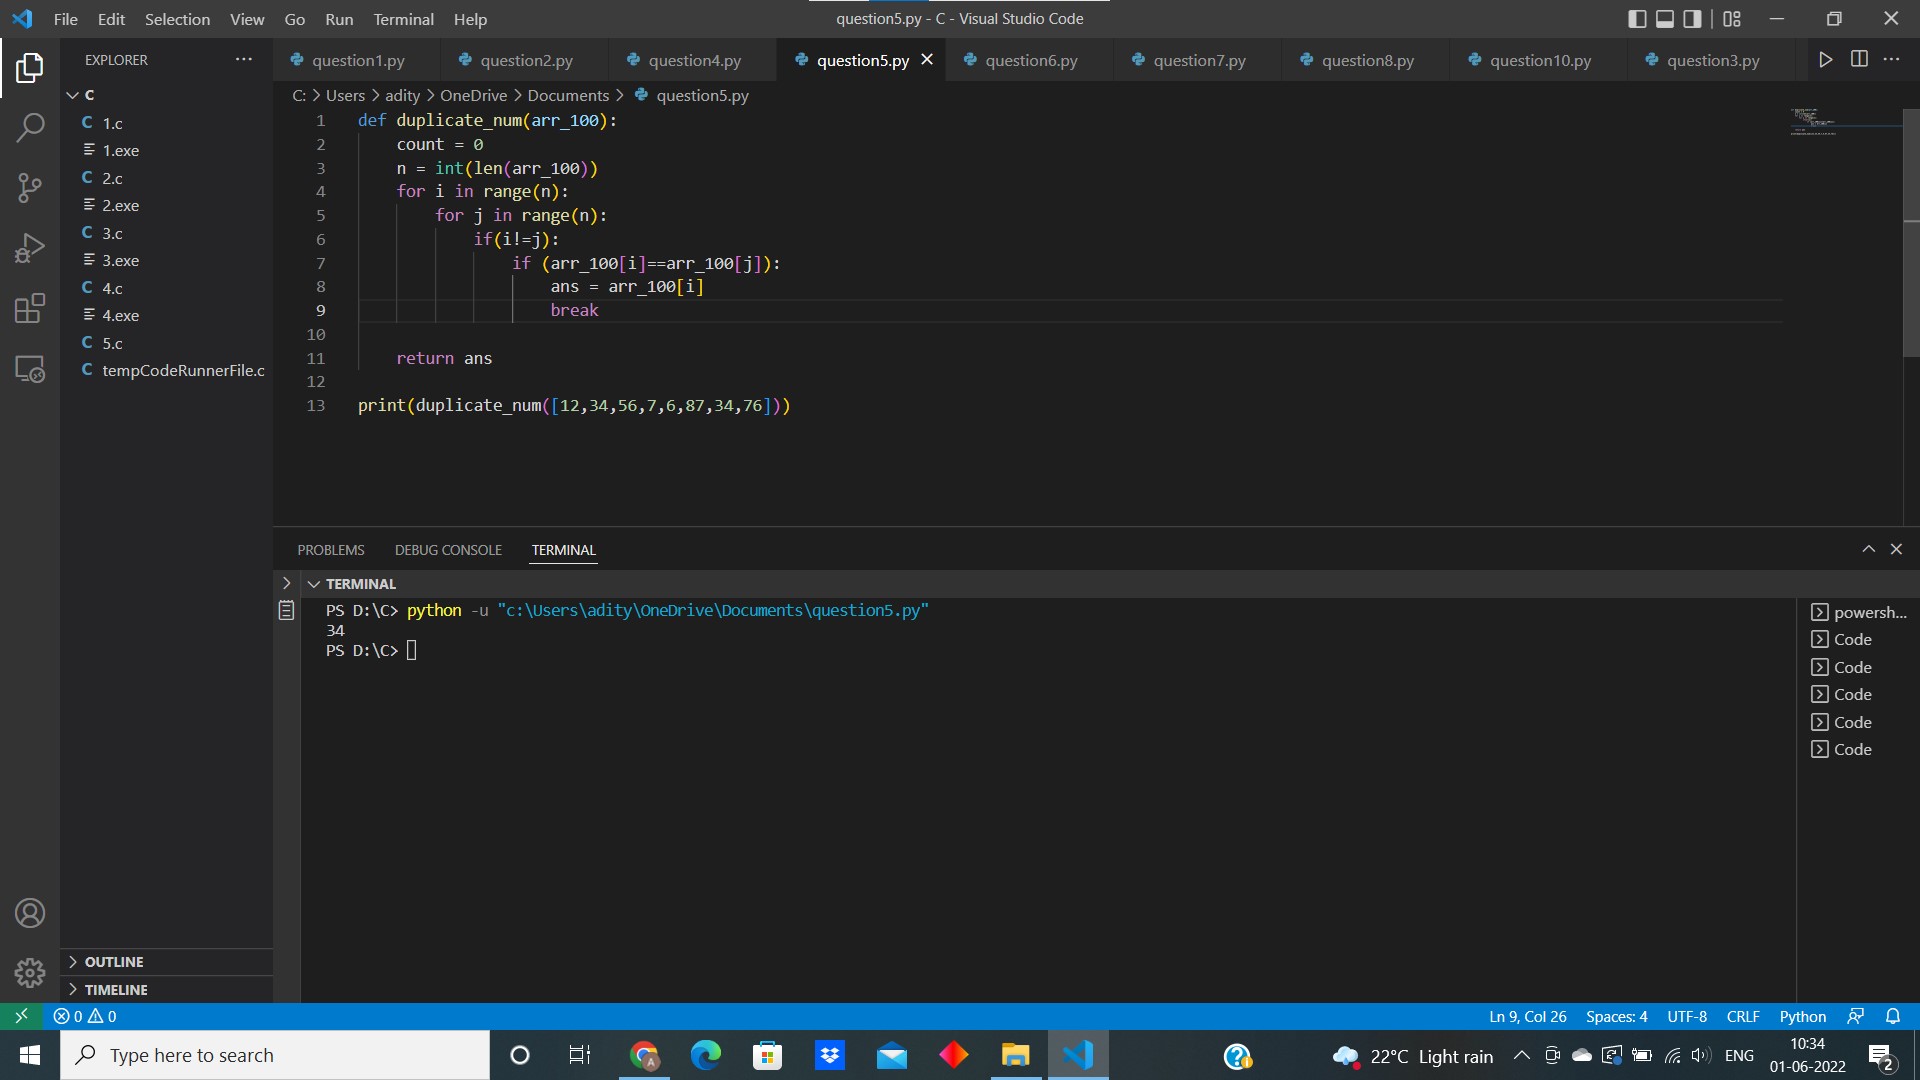 File Edit Selection View Go Run Terminal Help
question5.py - C - Visual Studio Code
EXPLORER
question1.py question2.py question4.py question5.py question6.py question7.py question8.py question10.py question3.py
C: > Users > adity > OneDrive > Documents > question5.py
C
C 1.c
1.exe
C 2.c
2.exe
C 3.c
3.exe
C 4.c
4.exe
C 5.c
C tempCodeRunnerFile.c
OUTLINE
TIMELINE
1 def duplicate_num(arr_100):
2 count = 0
3 n = int(len(arr_100))
4 for i in range(n):
5 for j in range(n):
6 if(i!=j):
7 if (arr_100[i]==arr_100[j]):
8 ans = arr_100[i]
9 break
10
11 return ans
12
13 print(duplicate_num([12,34,56,7,6,87,34,76]))
PROBLEMS DEBUG CONSOLE TERMINAL
TERMINAL
PS D:\C> python -u "c:\Users\adity\OneDrive\Documents\question5.py"
34
PS D:\C>
powersh...
Code
Code
Code
Code
Code
0 0
Ln 9, Col 26 Spaces: 4 UTF-8 CRLF Python
Type here to search
22°C Light rain
ENG
10:34
01-06-2022
2